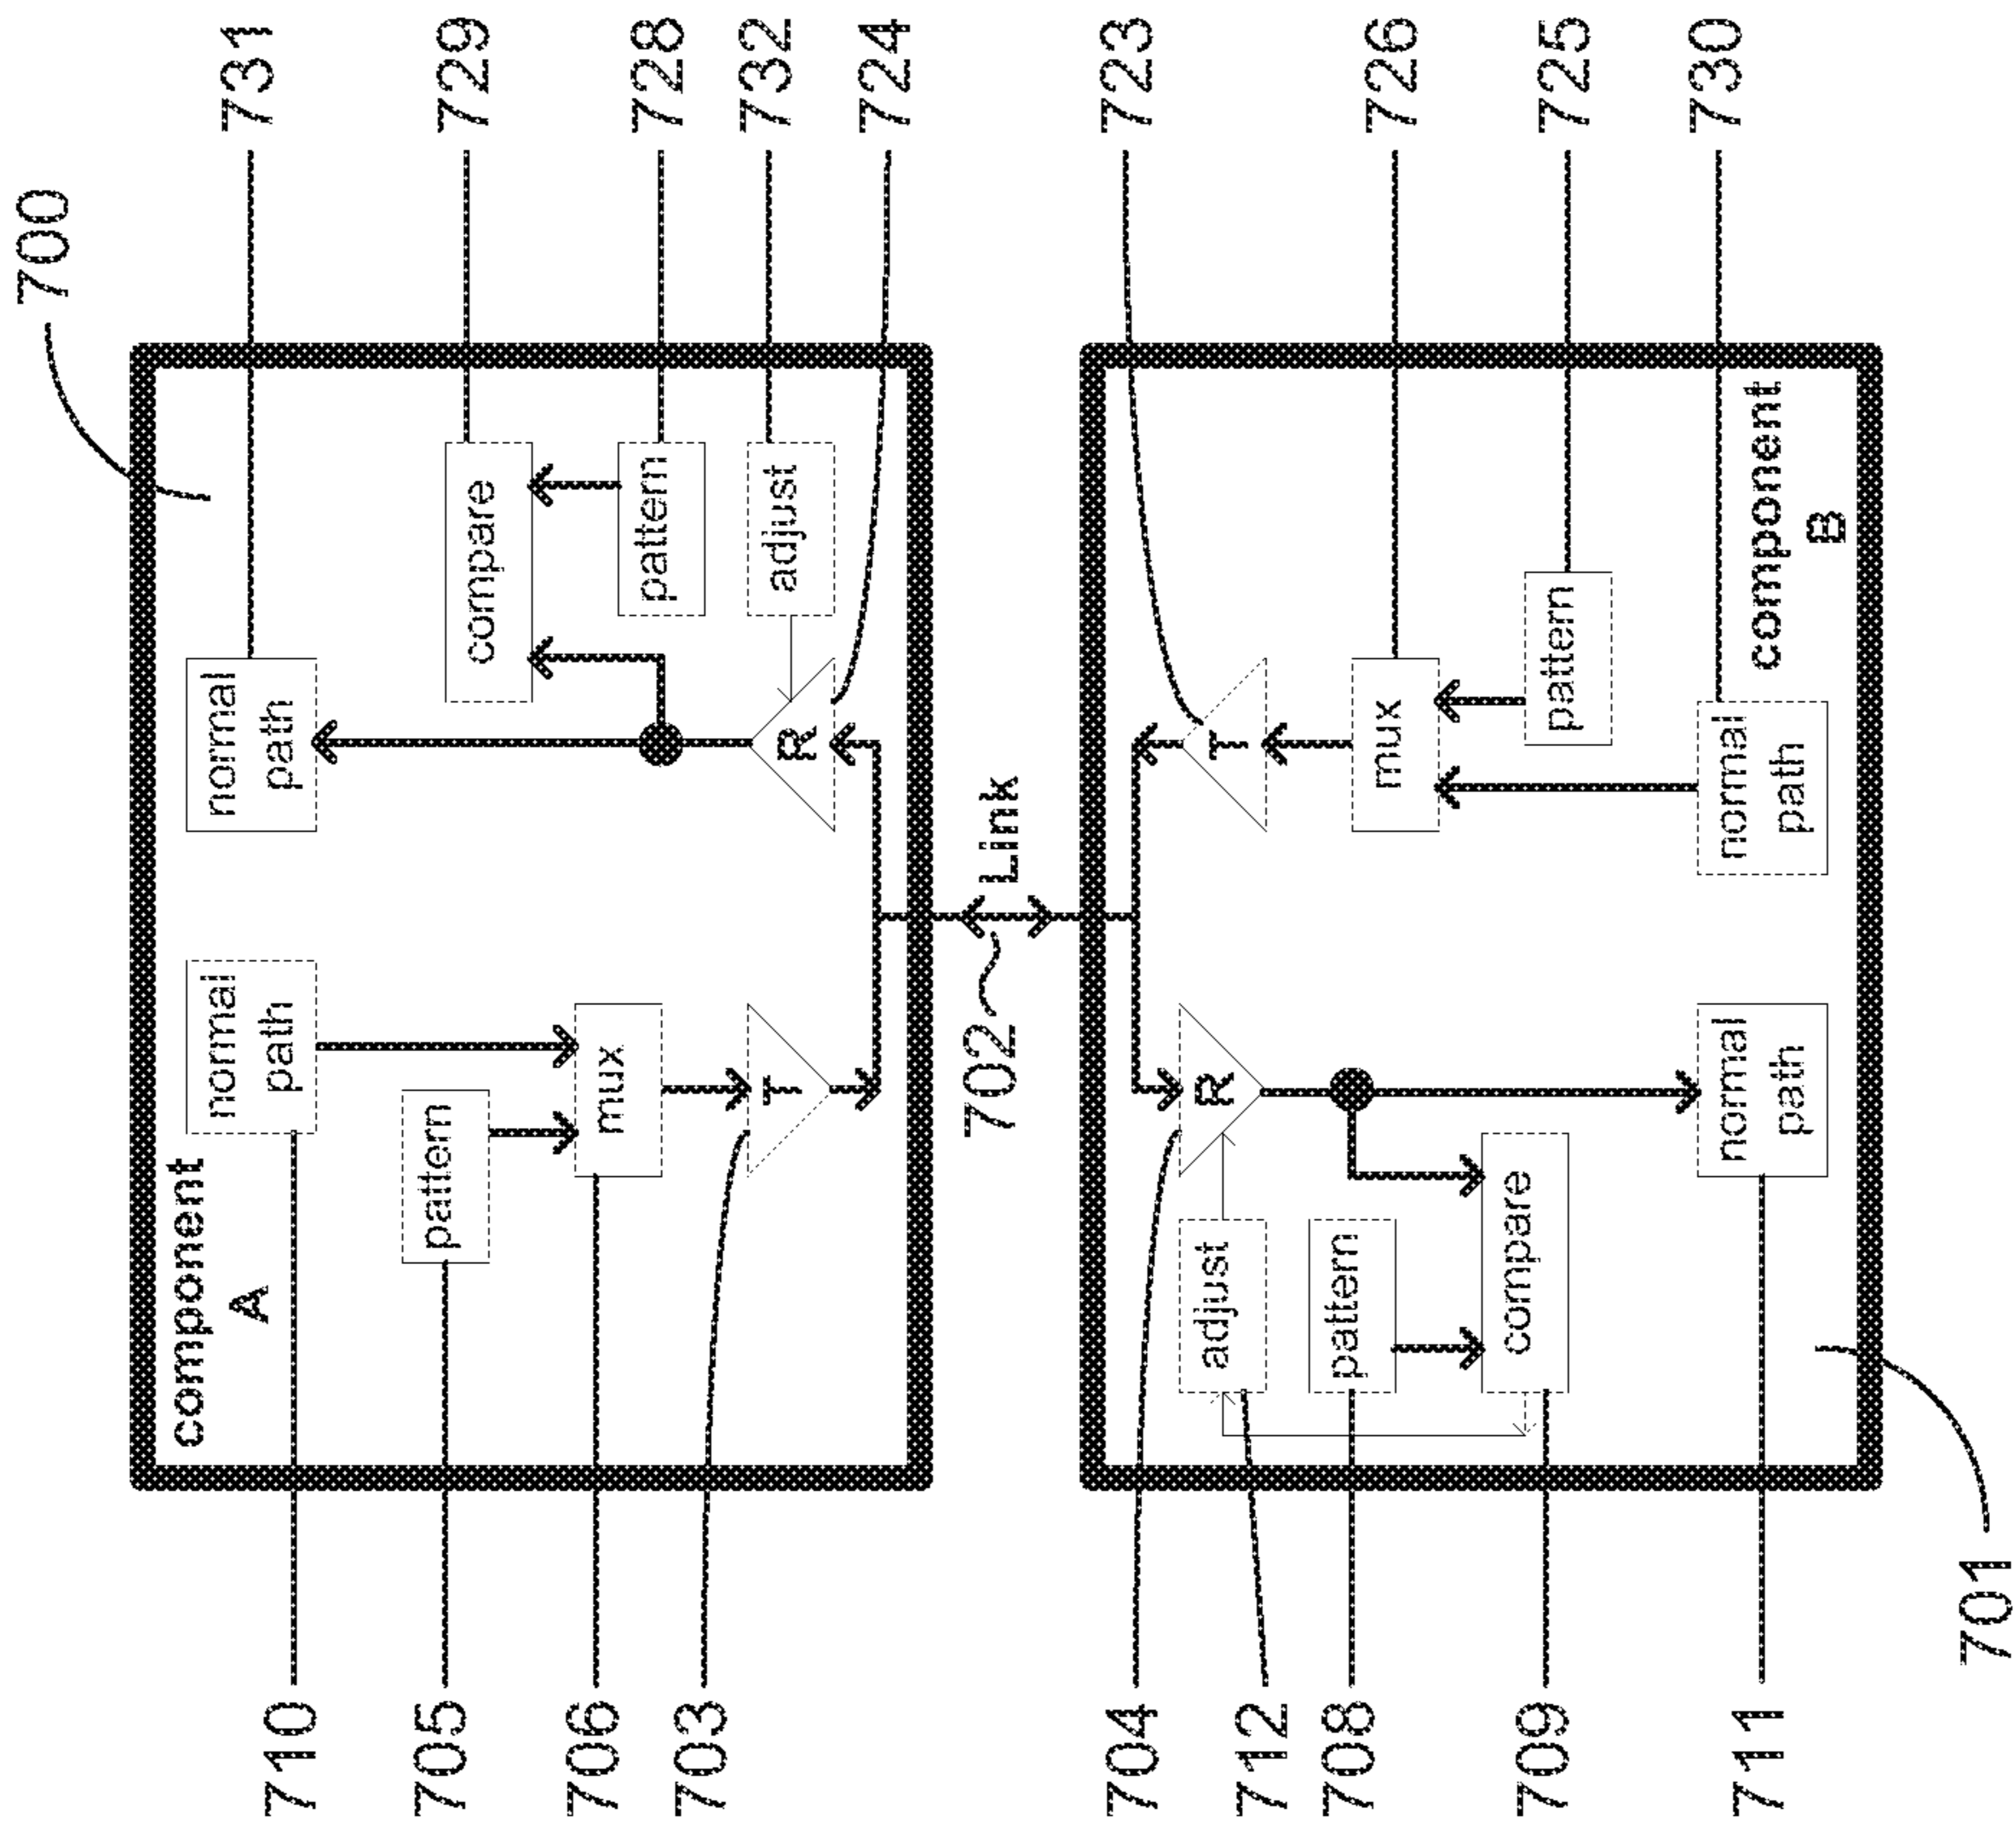 700
710
component
A
normal
path
normal
path
731
705
pattern
compare
729
706
mux
pattern
728
703
T
adjust
R
732
724
702
Link
704
R
T
723
712
adjust
708
pattern
mux
726
709
compare
pattern
725
711
normal
path
normal
path
component
B
730
701